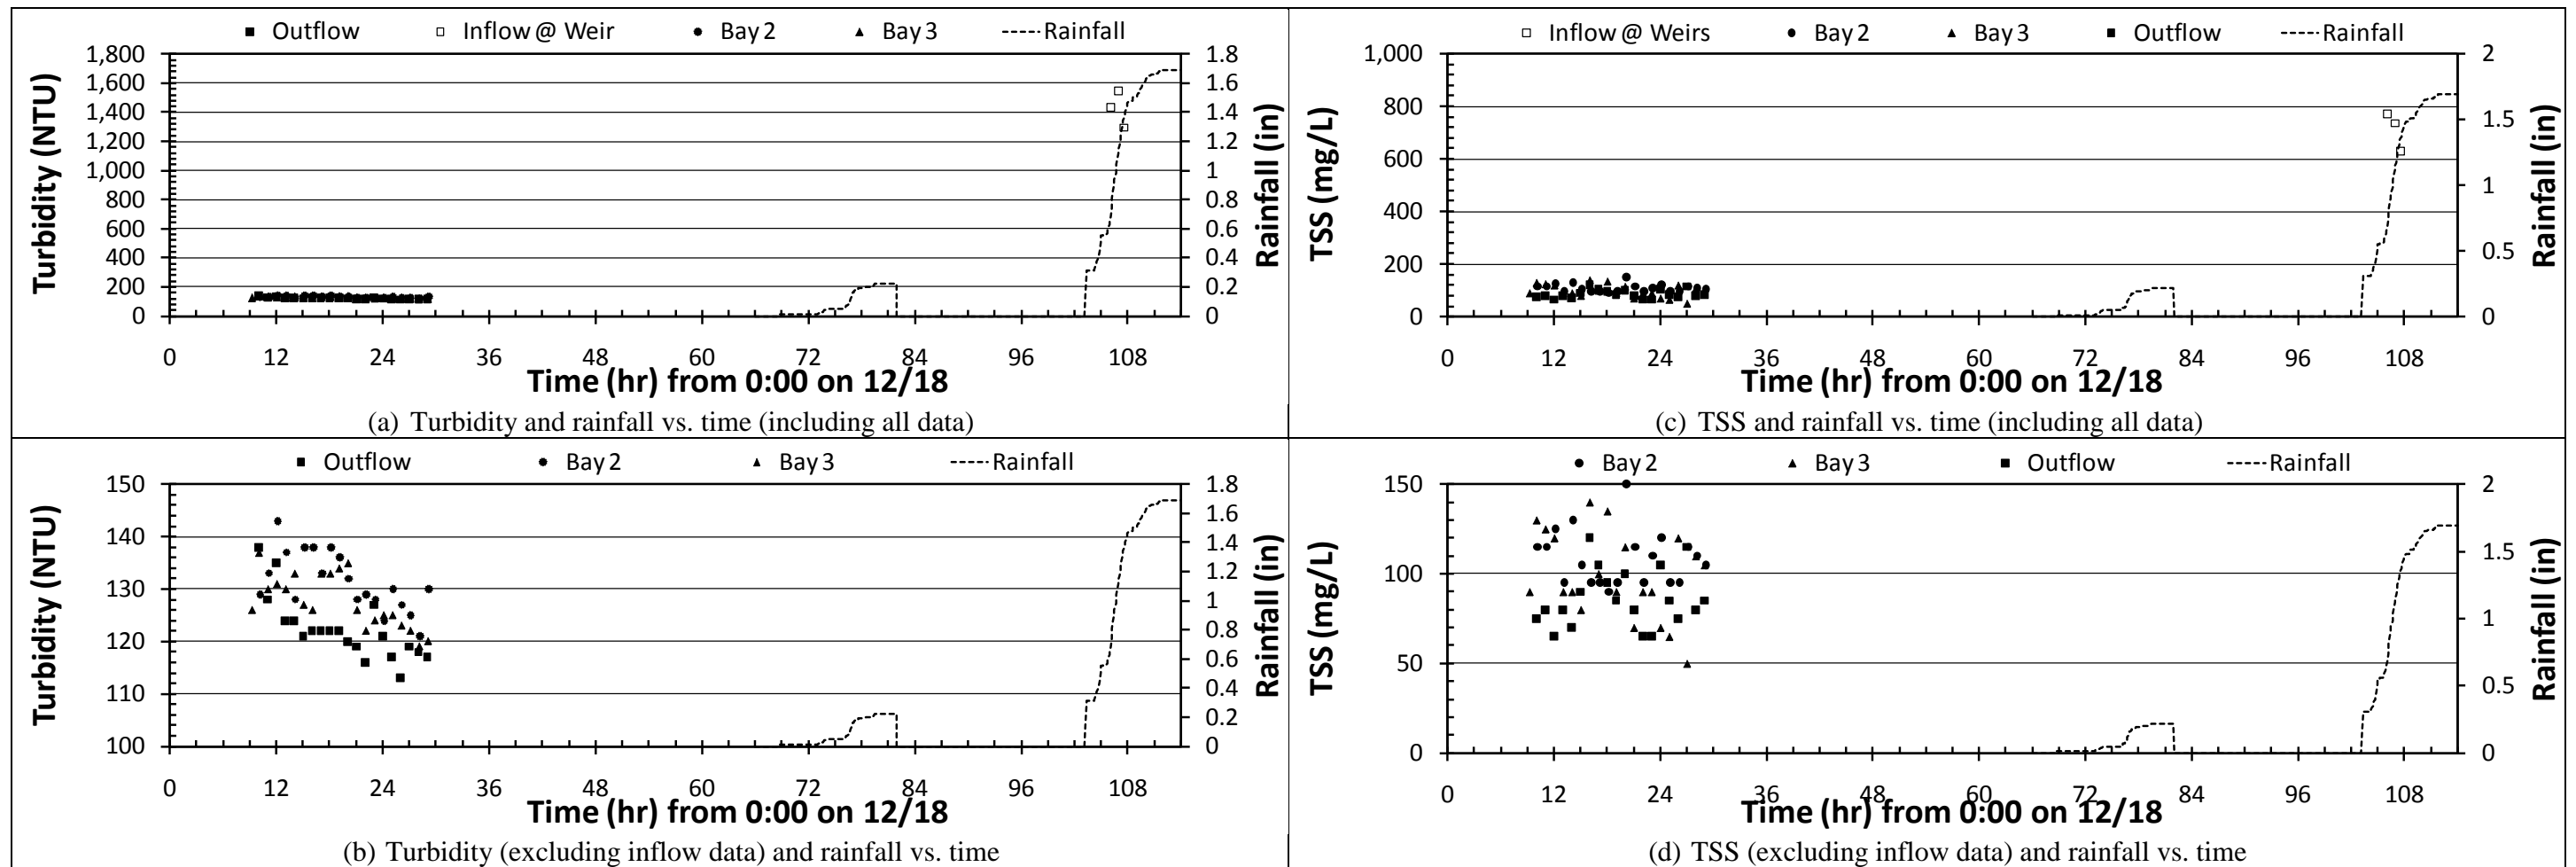 Outflow Inflow @ Weir Bay 2 Bay 3 Rainfall
Turbidity (NTU)
1,800
1,600
1,400
1,200
1,000
800
600
400
200
0
1.8
1.6
1.4
1.2
1
0.8
0.6
0.4
0.2
0
Rainfall (in)
0 12 24 36 48 60 72 84 96 108
Time (hr) from 0:00 on 12/18
(a) Turbidity and rainfall vs. time (including all data)
Inflow @ Weirs Bay 2 Bay 3 Outflow Rainfall
TSS (mg/L)
1,000
800
600
400
200
0
2
1.5
1
0.5
0
Rainfall (in)
0 12 24 36 48 60 72 84 96 108
Time (hr) from 0:00 on 12/18
(c) TSS and rainfall vs. time (including all data)
Outflow Bay 2 Bay 3 Rainfall
Turbidity (NTU)
150
140
130
120
110
100
1.8
1.6
1.4
1.2
1
0.8
0.6
0.4
0.2
0
Rainfall (in)
0 12 24 36 48 60 72 84 96 108
Time (hr) from 0:00 on 12/18
(b) Turbidity (excluding inflow data) and rainfall vs. time
Bay 2 Bay 3 Outflow Rainfall
TSS (mg/L)
150
100
50
0
2
1.5
1
0.5
0
Rainfall (in)
0 12 24 36 48 60 72 84 96 108
Time (hr) from 0:00 on 12/18
(d) TSS (excluding inflow data) and rainfall vs. time